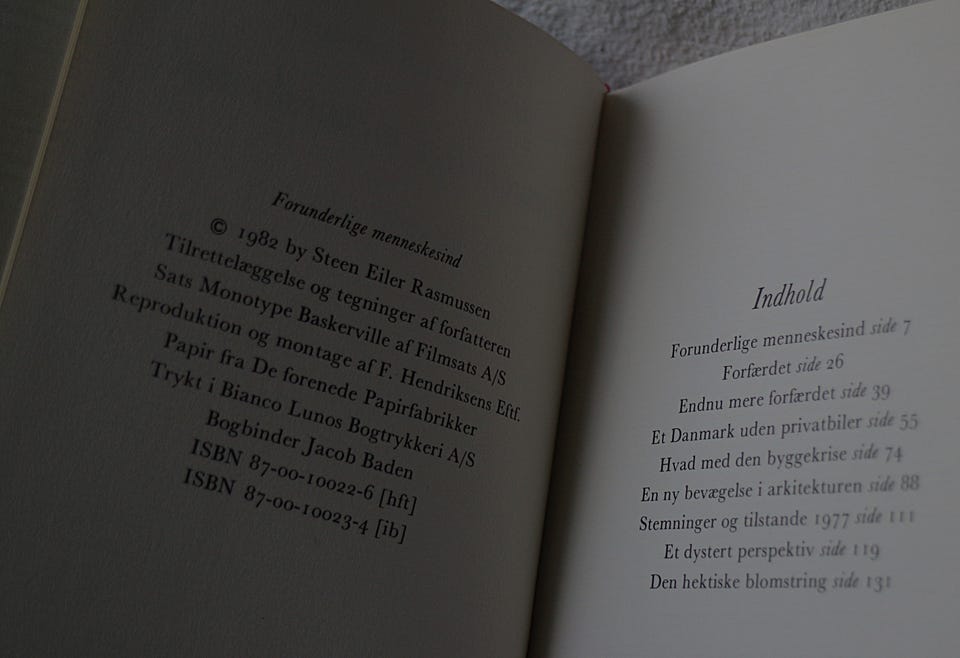 Forunderlige menneskesind
© 1982 by Steen Eiler Rasmussen
Tilrettelæggelse og tegninger af forfatteren
Sats Monotype Baskerville af Filmsats A/S
Reproduktion og montage af F. Hendriksens Eftf.
Papir fra De forenede Papirfabrikker
Trykt i Bianco Lunos Bogtrykkeri A/S
Bogbinder Jacob Baden
ISBN 87-00-10022-6 [hft]
ISBN 87-00-10023-4 [ib]
Indhold
Forunderlige menneskesind side 7
Forfærdet side 26
Endnu mere forfærdet side 39
Et Danmark uden privatbiler side 55
Hvad med den byggekrise side 74
En ny bevægelse i arkitekturen side 88
Stemninger og tilstande 1977 side 111
Et dystert perspektiv side 119
Den hektiske blomstring side 131